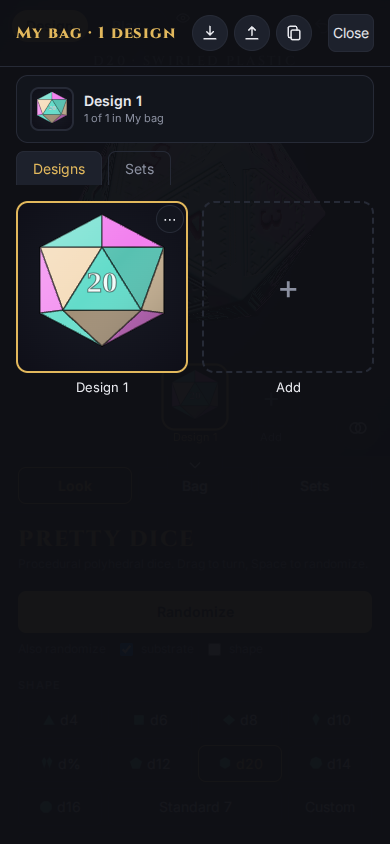 My bag · 1 design
Close
Design 1
1 of 1 in My bag
Designs
Sets
20
Design 1
Add
Look
Bag
Sets
Pretty Dice
Randomize
d4
d6
d8
d10
d%
d12
d20
d14
d16
Standard 7
Custom